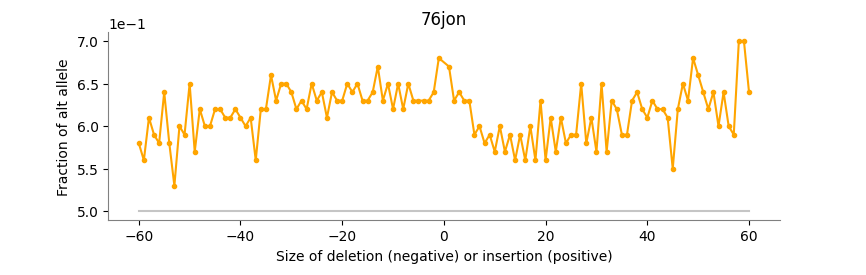 76jon
1e−1
7.0
6.5
6.0
5.5
5.0
Fraction of alt allele
−60 −40 −20 0 20 40 60
Size of deletion (negative) or insertion (positive)